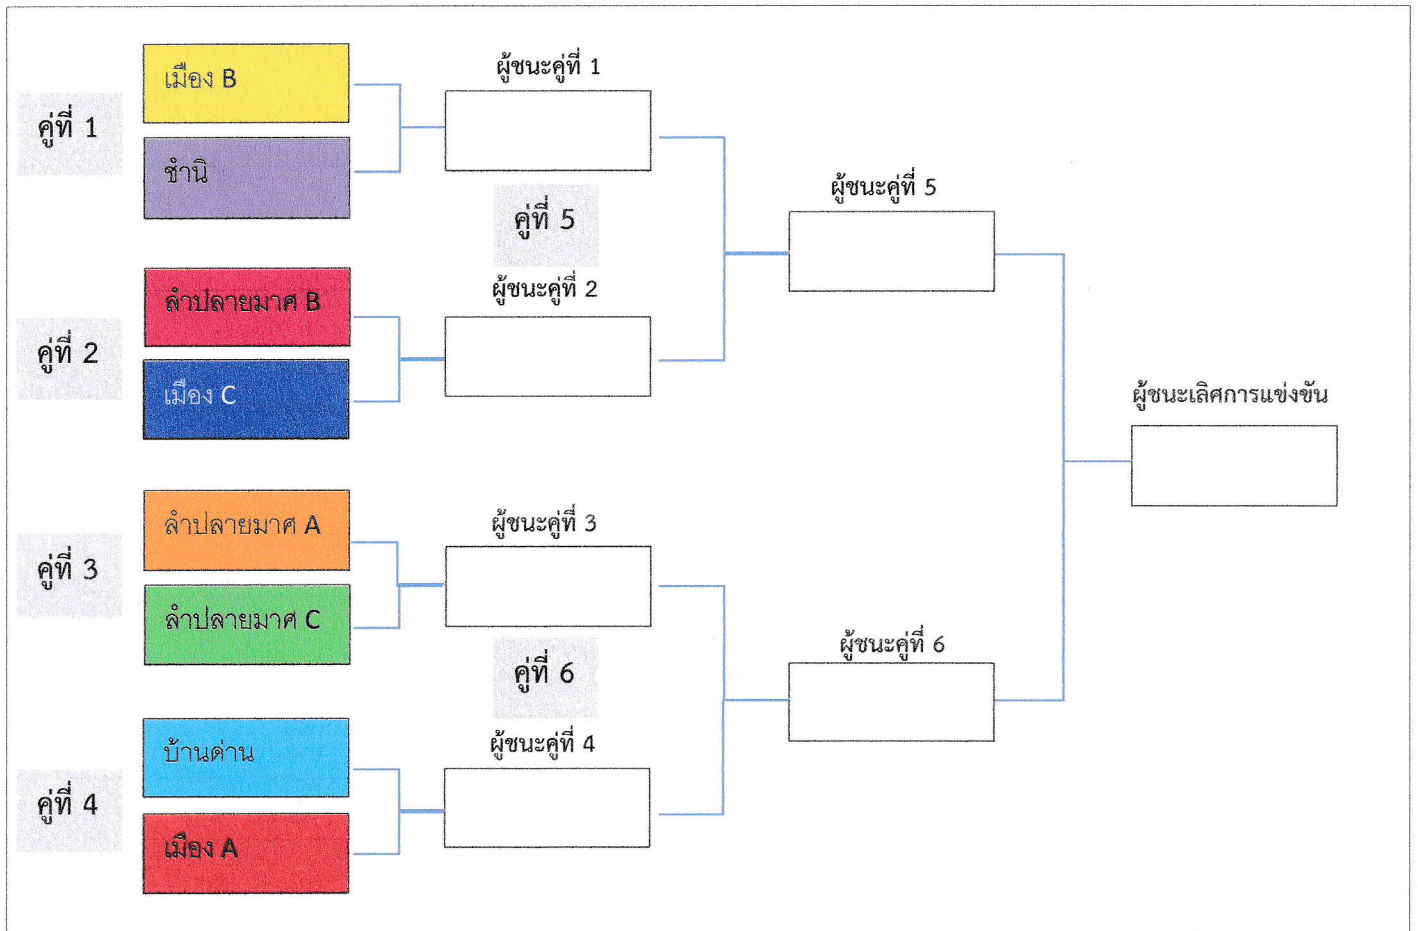 คู่ที่ 1
เมือง B
ชำนิ
ผู้ชนะคู่ที่ 1
คู่ที่ 5
คู่ที่ 2
ลำปลายมาศ B
เมือง C
ผู้ชนะคู่ที่ 2
ผู้ชนะคู่ที่ 5
คู่ที่ 3
ลำปลายมาศ A
ลำปลายมาศ C
ผู้ชนะคู่ที่ 3
คู่ที่ 6
คู่ที่ 4
บ้านด่าน
เมือง A
ผู้ชนะคู่ที่ 4
ผู้ชนะคู่ที่ 6
ผู้ชนะเลิศการแข่งขัน